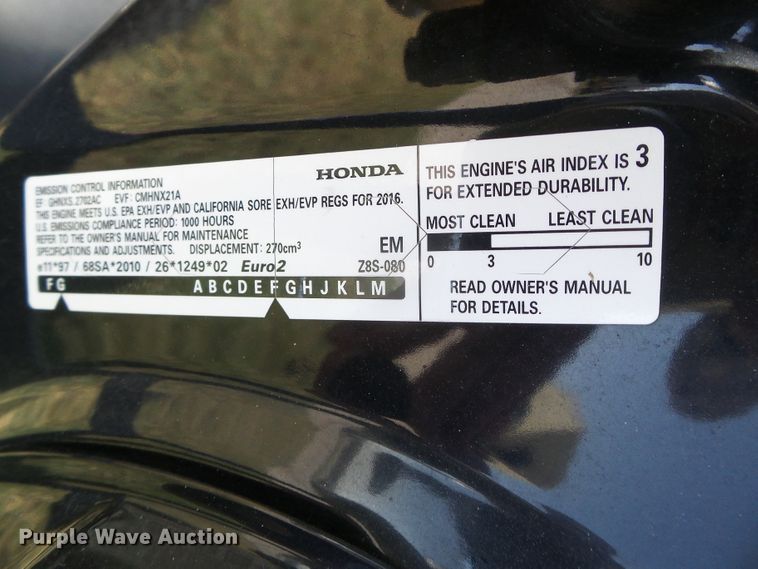 EMISSION CONTROL INFORMATION
HONDA
EF: GHNXS.2702AC EVF: CMHNX21A
THIS ENGINE MEETS U.S. EPA EXH/EVP AND CALIFORNIA SORE EXH/EVP REGS FOR 2016.
U.S. EMISSIONS COMPLIANCE PERIOD: 1000 HOURS
REFER TO THE OWNER'S MANUAL FOR MAINTENANCE
SPECIFICATIONS AND ADJUSTMENTS. DISPLACEMENT: 270cm³
EM
e11*97 / 68SA*2010 / 26*1249*02 Euro2 Z8S-080
FG ABCDEFGHJKLM
THIS ENGINE'S AIR INDEX IS 3
FOR EXTENDED DURABILITY.
MOST CLEAN LEAST CLEAN
0 3 10
READ OWNER'S MANUAL
FOR DETAILS.
Purple Wave Auction